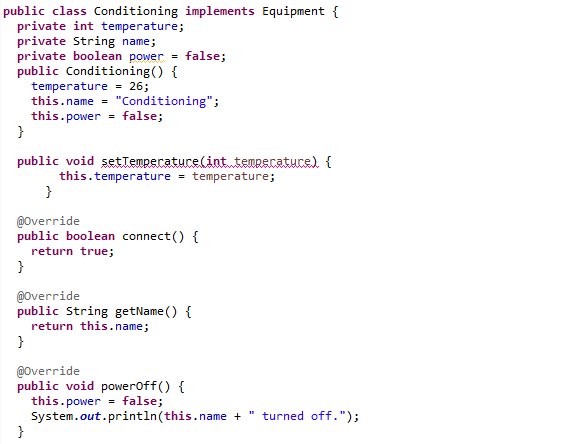 public class Conditioning implements Equipment {
  private int temperature;
  private String name;
  private boolean power = false;
  public Conditioning() {
    temperature = 26;
    this.name = "Conditioning";
    this.power = false;
  }

  public void setTemperature(int temperature) {
        this.temperature = temperature;
      }

  @Override
  public boolean connect() {
    return true;
  }

  @Override
  public String getName() {
    return this.name;
  }

  @Override
  public void powerOff() {
    this.power = false;
    System.out.println(this.name + " turned off.");
  }